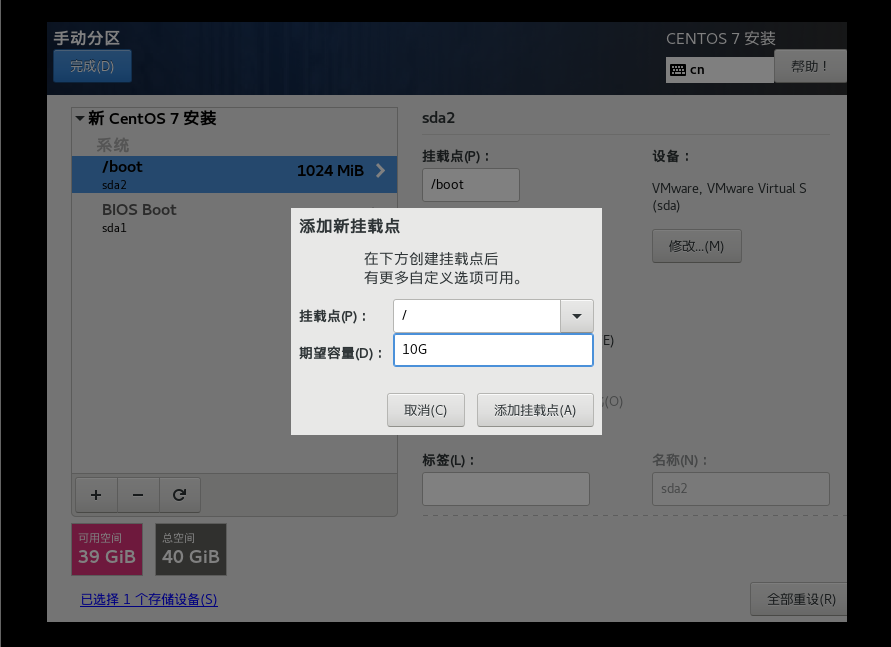 手动分区
完成(D)
CENTOS 7 安装
cn
帮助！
新 CentOS 7 安装
系统
/boot
1024 MiB
sda2
BIOS Boot
sda1
sda2
挂载点(P)：
/boot
设备：
VMware, VMware Virtual S
(sda)
修改...(M)
添加新挂载点
在下方创建挂载点后
有更多自定义选项可用。
挂载点(P)：
/
期望容量(D)：
10G
取消(C)
添加挂载点(A)
E)
(O)
标签(L)：
名称(N)：
sda2
+
−
可用空间
39 GiB
总空间
40 GiB
已选择 1 个存储设备(S)
全部重设(R)